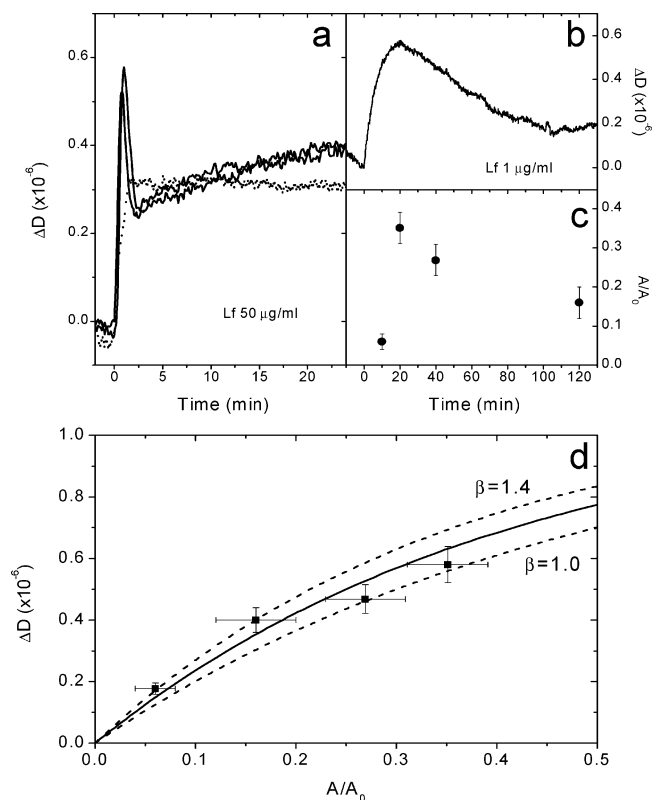 a
ΔD (x10⁻⁶)
0.6
0.4
0.2
0.0
Lf 50 μg/ml
0 5 10 15 20
Time (min)
b
0.6
0.4
0.2
0.0
ΔD (x10⁻⁶)
Lf 1 μg/ml
c
0.4
0.3
0.2
0.1
0.0
A/A₀
0 20 40 60 80 100 120
Time (min)
d
ΔD (x10⁻⁶)
1.0
0.8
0.6
0.4
0.2
0.0
β=1.4
β=1.0
0.0 0.1 0.2 0.3 0.4 0.5
A/A₀